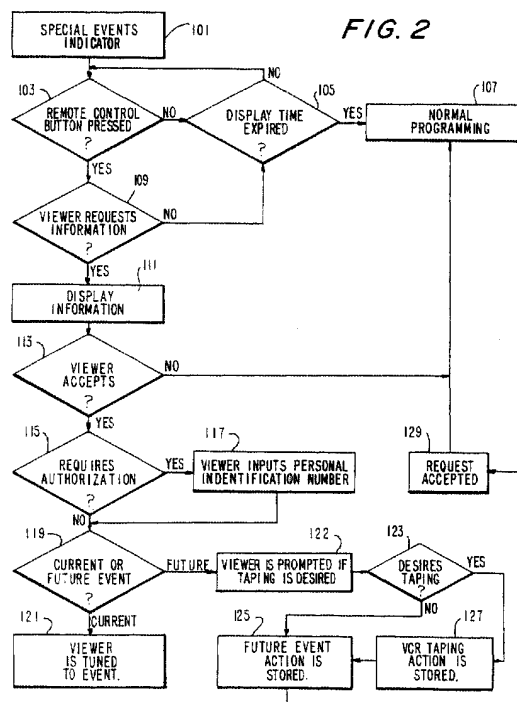 FIG. 2
SPECIAL EVENTS
INDICATOR
101
NO
103
REMOTE CONTROL
BUTTON PRESSED
?
NO
105
DISPLAY TIME
EXPIRED
?
YES
107
NORMAL
PROGRAMMING
YES
109
VIEWER REQUESTS
INFORMATION
?
NO
YES
111
DISPLAY
INFORMATION
113
VIEWER
ACCEPTS
?
NO
YES
115
REQUIRES
AUTHORIZATION
?
YES
117
VIEWER INPUTS PERSONAL
INDENTIFICATION NUMBER
129
REQUEST
ACCEPTED
NO
119
CURRENT OR
FUTURE EVENT
?
FUTURE
122
VIEWER IS PROMPTED IF
TAPING IS DESIRED
123
DESIRES
TAPING
?
YES
NO
CURRENT
121
VIEWER
IS TUNED
TO EVENT.
125
FUTURE EVENT
ACTION IS
STORED.
127
VCR TAPING
ACTION IS
STORED.